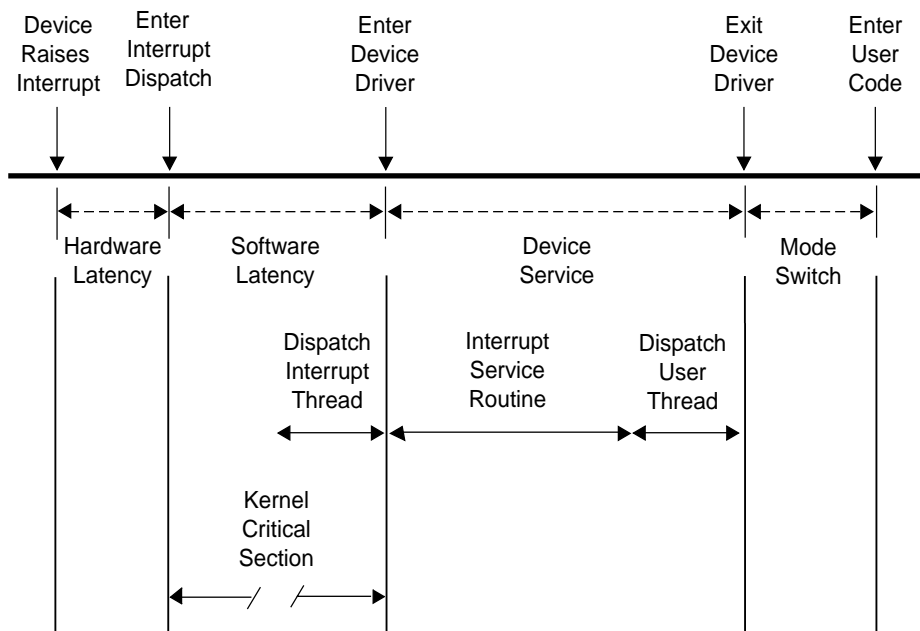 Device
Raises
Interrupt
Enter
Interrupt
Dispatch
Enter
Device
Driver
Exit
Device
Driver
Enter
User
Code
Hardware
Latency
Software
Latency
Device
Service
Mode
Switch
Dispatch
Interrupt
Thread
Interrupt
Service
Routine
Dispatch
User
Thread
Kernel
Critical
Section